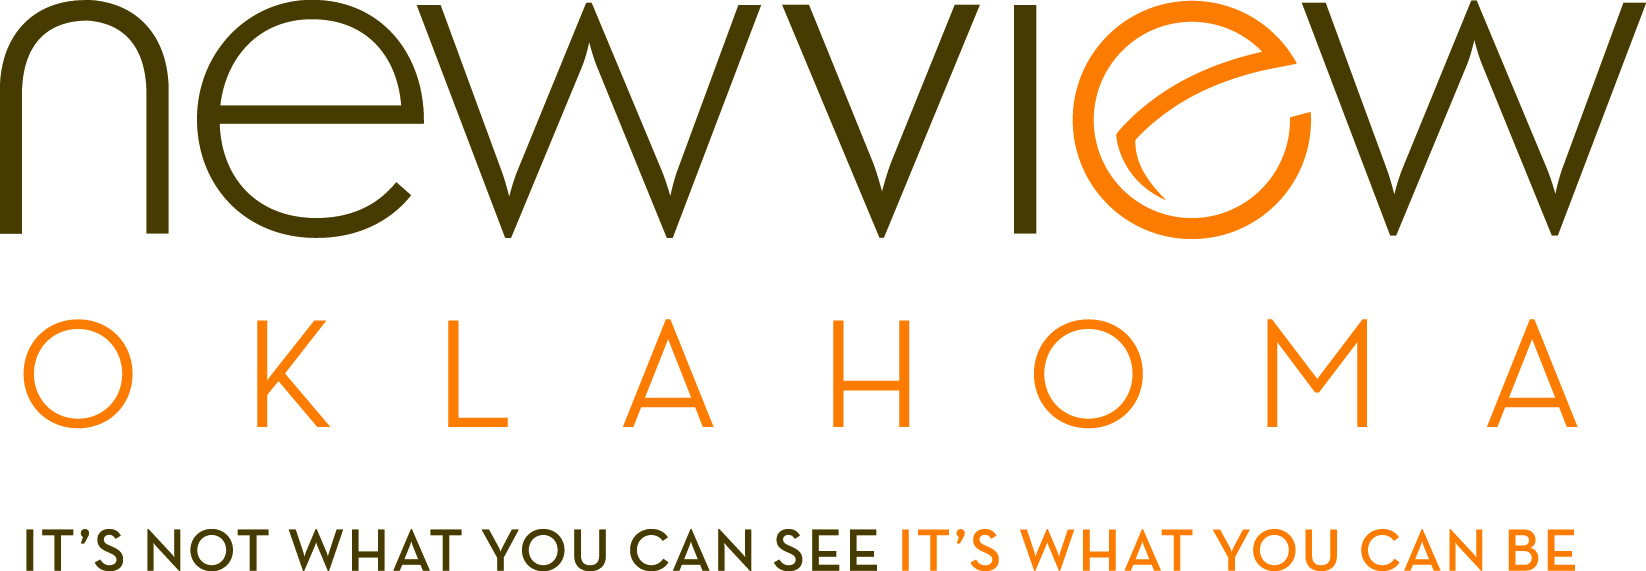 newview
OKLAHOMA
IT'S NOT WHAT YOU CAN SEE IT'S WHAT YOU CAN BE